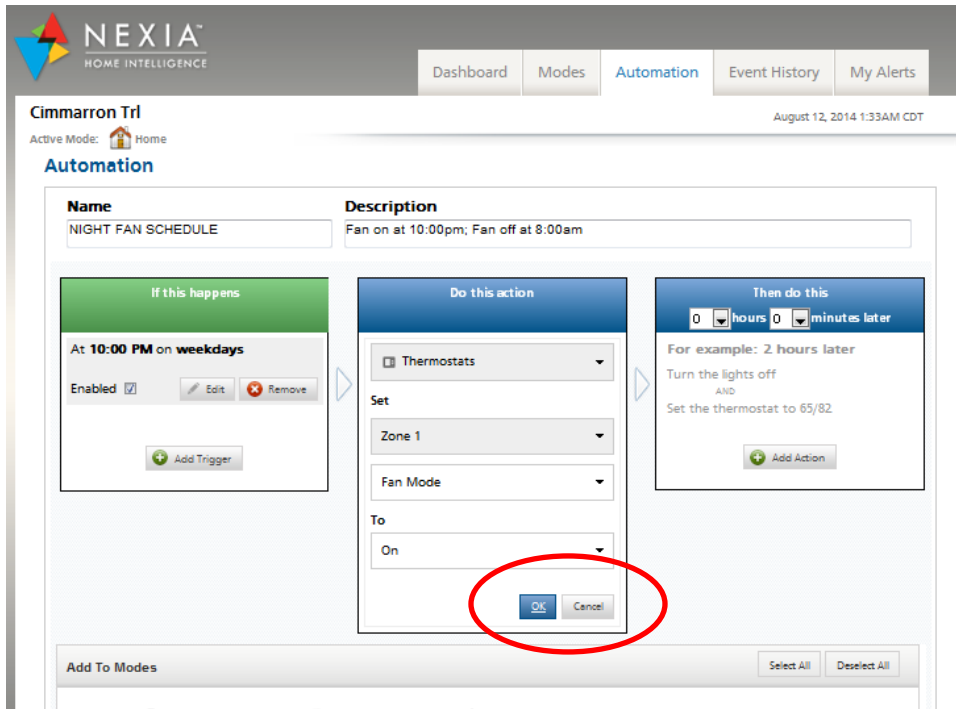 NEXIA™
HOME INTELLIGENCE
Dashboard Modes Automation Event History My Alerts
Cimmarron Trl
August 12, 2014 1:33AM CDT
Active Mode: Home
Automation
Name Description
NIGHT FAN SCHEDULE Fan on at 10:00pm; Fan off at 8:00am
If this happens
At 10:00 PM on weekdays
Enabled Edit Remove
Add Trigger
Do this action
Thermostats
Set
Zone 1
Fan Mode
To
On
OK Cancel
Then do this
0 hours 0 minutes later
For example: 2 hours later
Turn the lights off
AND
Set the thermostat to 65/82
Add Action
Add To Modes Select All Deselect All